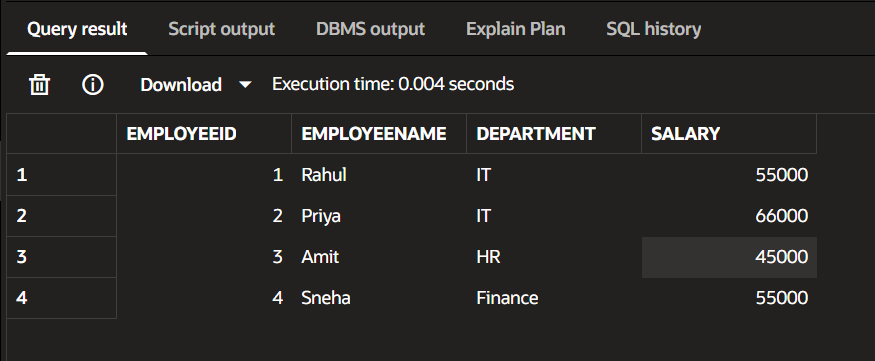 Query result Script output DBMS output Explain Plan SQL history
Download Execution time: 0.004 seconds
EMPLOYEEID EMPLOYEENAME DEPARTMENT SALARY
1 1 Rahul IT 55000
2 2 Priya IT 66000
3 3 Amit HR 45000
4 4 Sneha Finance 55000